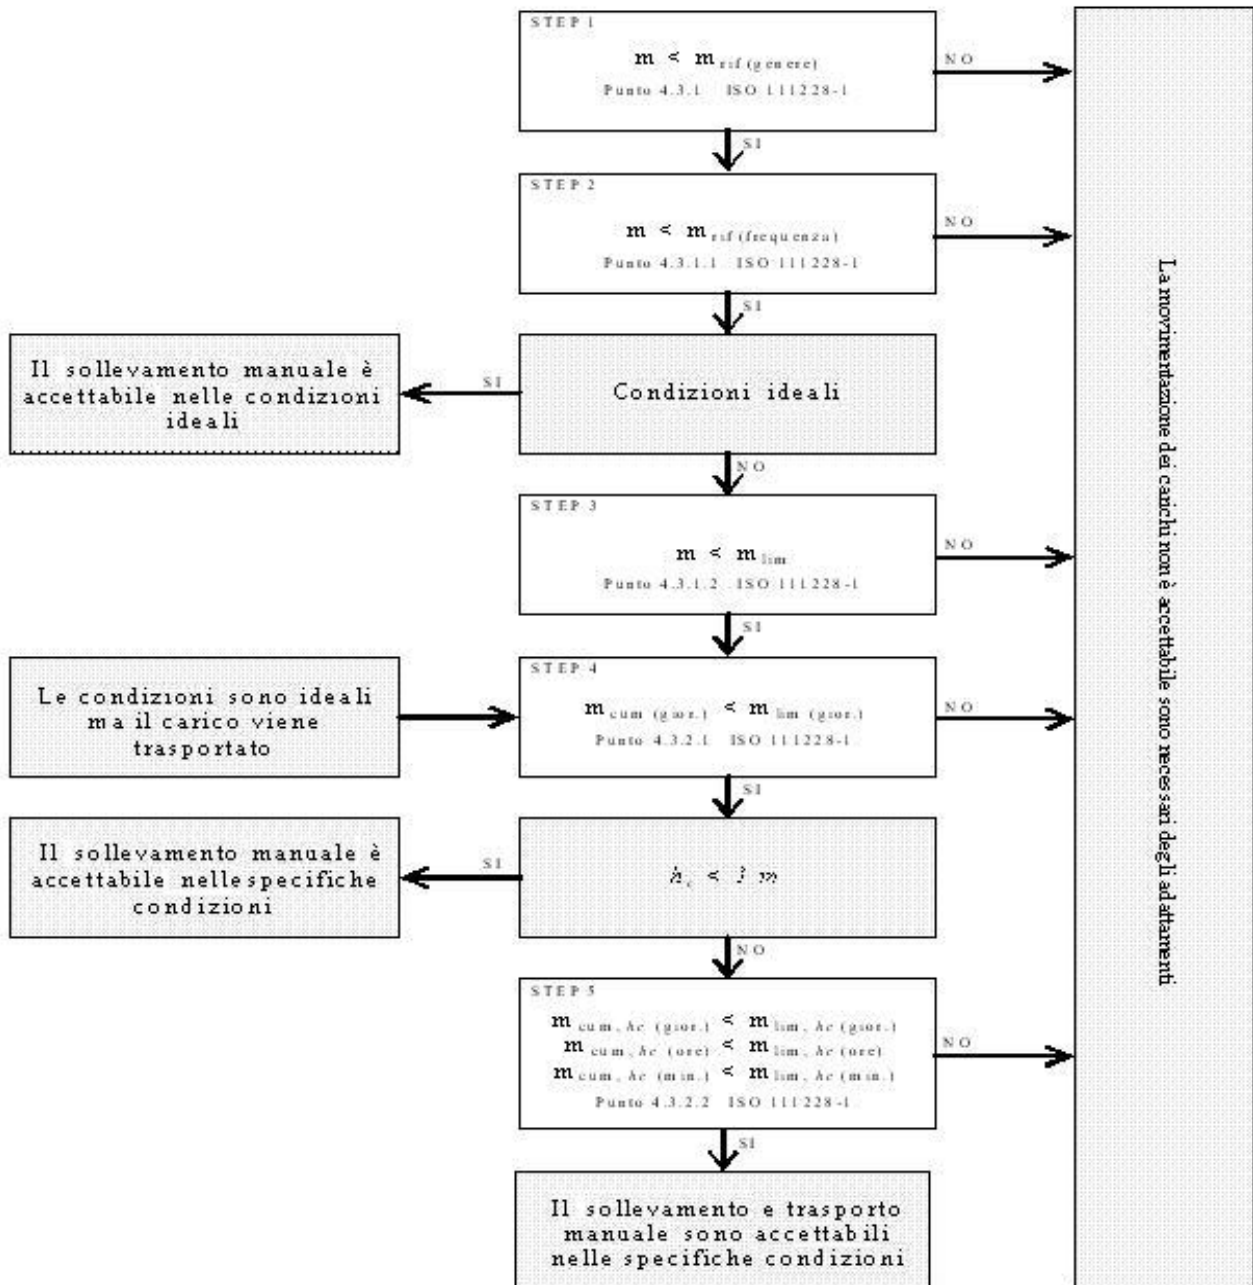 STEP 1
m < m rif (genere)
Punto 4.3.1 ISO 111228-1
NO
SI
STEP 2
m < m rif (frequenza)
Punto 4.3.1.1 ISO 111228-1
NO
SI
Il sollevamento manuale è
accettabile nelle condizioni
ideali
SI
Condizioni ideali
NO
STEP 3
m < m lim
Punto 4.3.1.2 ISO 111228-1
NO
SI
Le condizioni sono ideali
ma il carico viene
trasportato
STEP 4
m cum (gior.) < m lim (gior.)
Punto 4.3.2.1 ISO 111228-1
NO
SI
Il sollevamento manuale è
accettabile nelle specifiche
condizioni
SI
h < m
NO
STEP 5
m cum, hc (gior.) < m lim, hc (gior.)
m cum, hc (ore) < m lim, hc (ore)
m cum, hc (min.) < m lim, hc (min.)
Punto 4.3.2.2 ISO 111228-1
NO
SI
Il sollevamento e trasporto
manuale sono accettabili
nelle specifiche condizioni
La movimentazione dei carichi non è accettabile sono necessari degli adattamenti